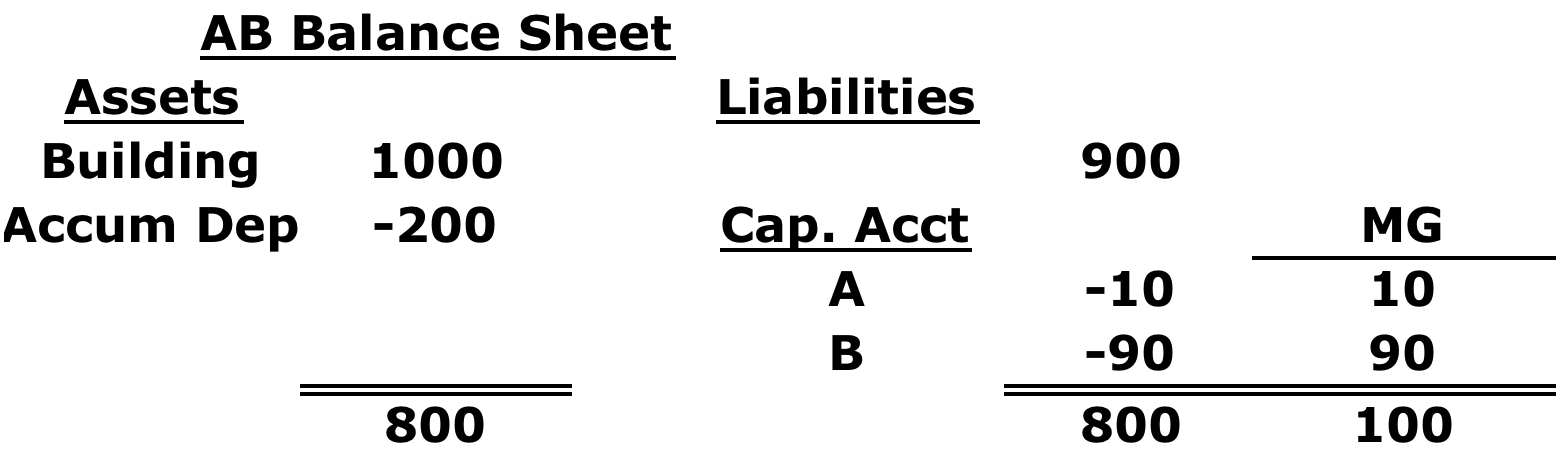 AB Balance Sheet
Assets Liabilities
Building 1000 900
Accum Dep -200 Cap. Acct MG
A -10 10
B -90 90
800 800 100